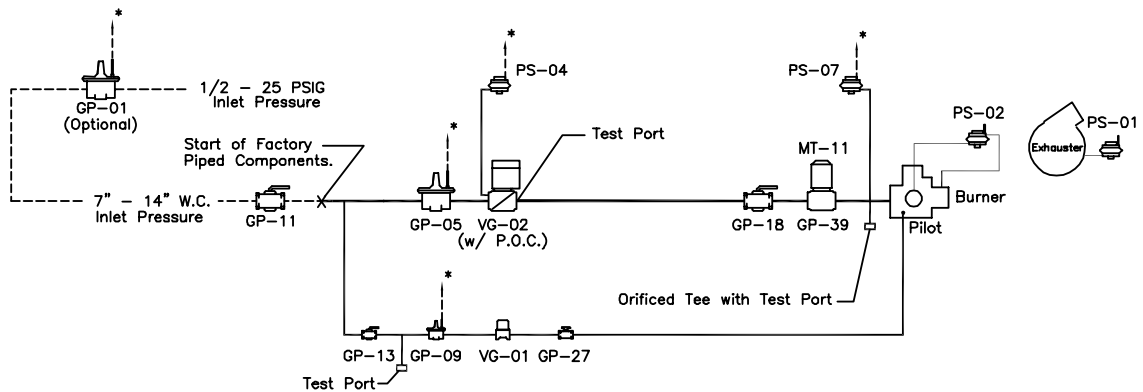 *
GP-01
(Optional)
1/2 - 25 PSIG
Inlet Pressure
*
PS-04
*
PS-07
PS-02
PS-01
Exhauster
Start of Factory
Piped Components.
*
Test Port
MT-11
7" - 14" W.C.
Inlet Pressure
GP-11
GP-05
VG-02
(w/ P.O.C.)
GP-18
GP-39
Burner
Pilot
*
Orificed Tee with Test Port
GP-13
GP-09
VG-01
GP-27
Test Port